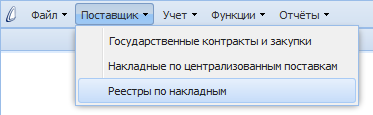 Файл Поставщик Учет Функции Отчёты
Государственные контракты и закупки
Накладные по централизованным поставкам
Реестры по накладным